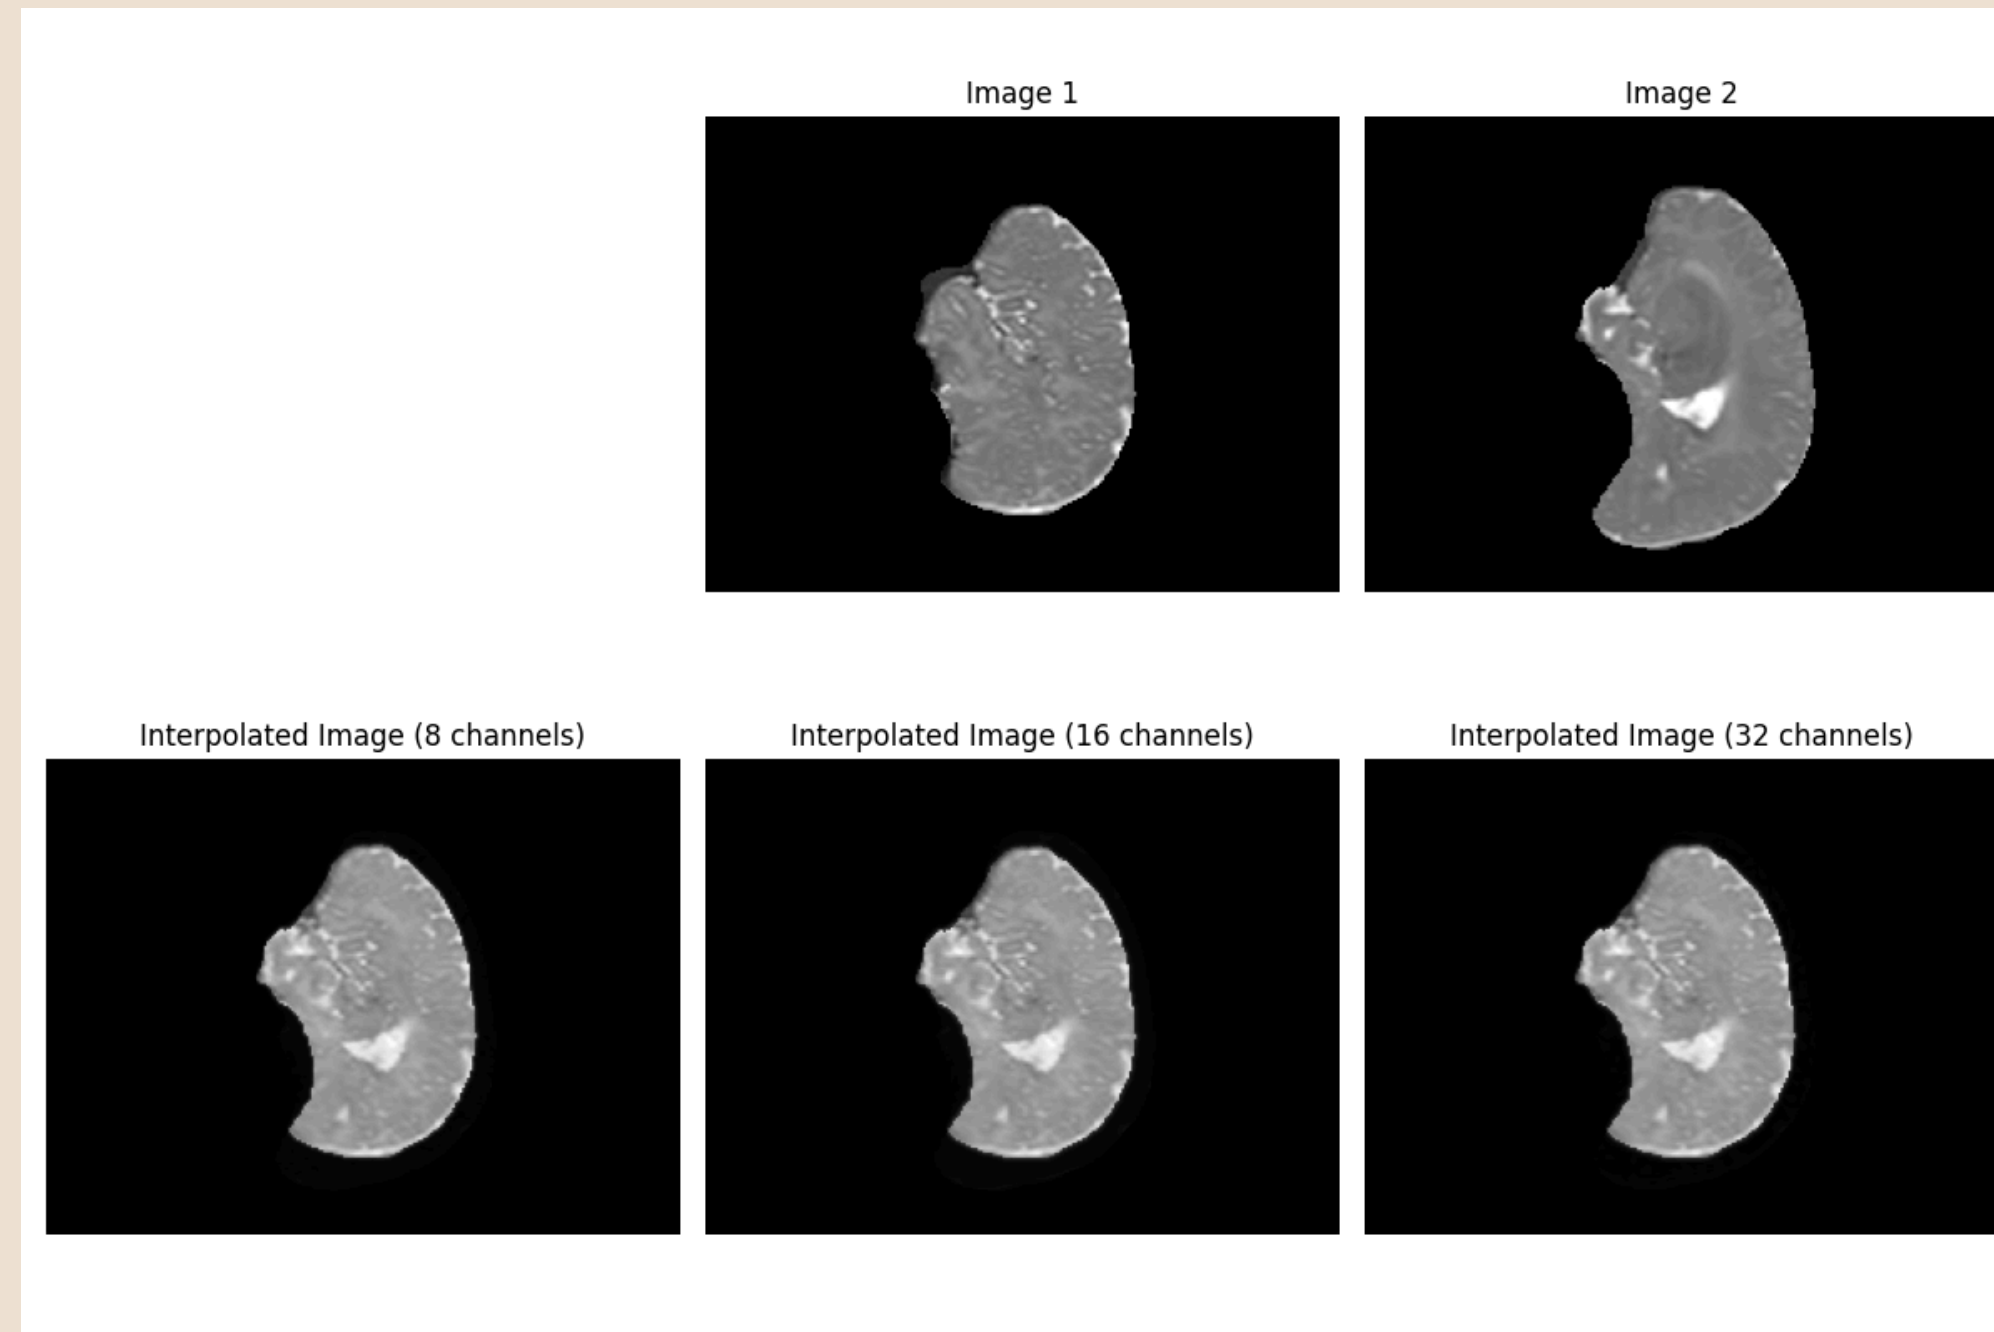 Image 1
Image 2
Interpolated Image (8 channels)
Interpolated Image (16 channels)
Interpolated Image (32 channels)